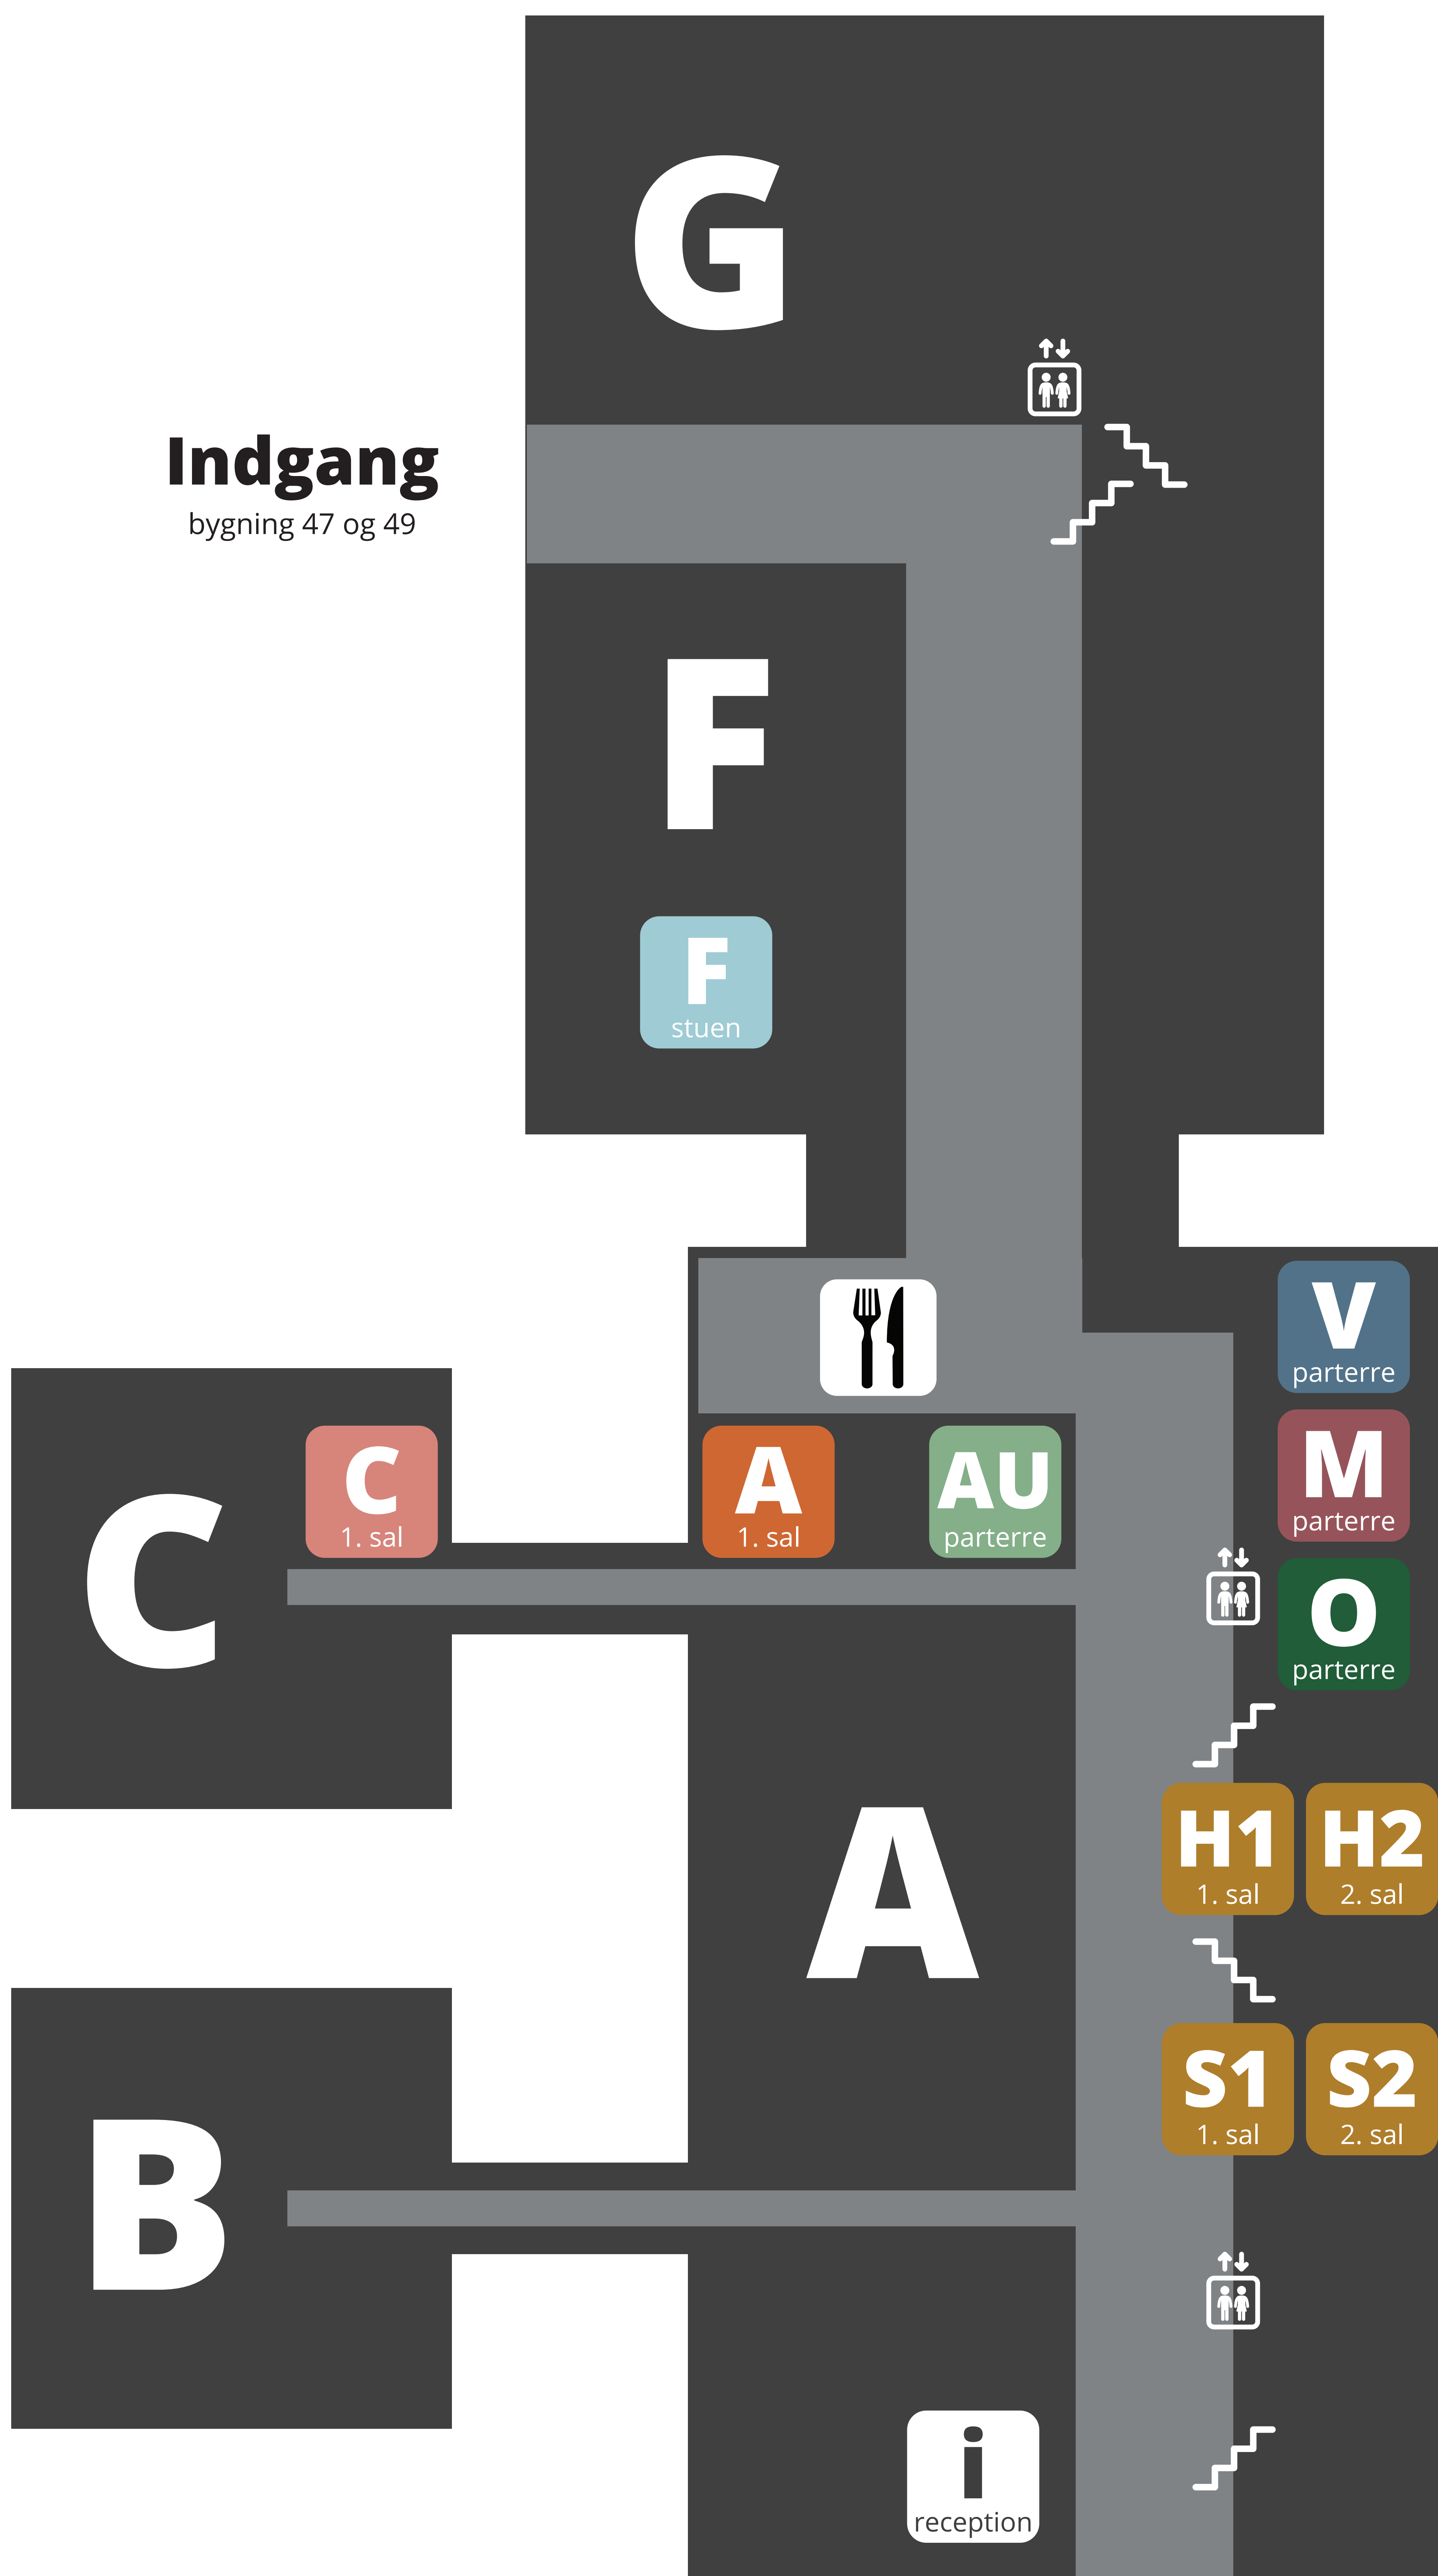 G
Indgang
bygning 47 og 49
F
F
stuen
V
parterre
M
parterre
O
parterre
C
C
1. sal
A
1. sal
AU
parterre
H1
1. sal
H2
2. sal
A
S1
1. sal
S2
2. sal
B
i
reception